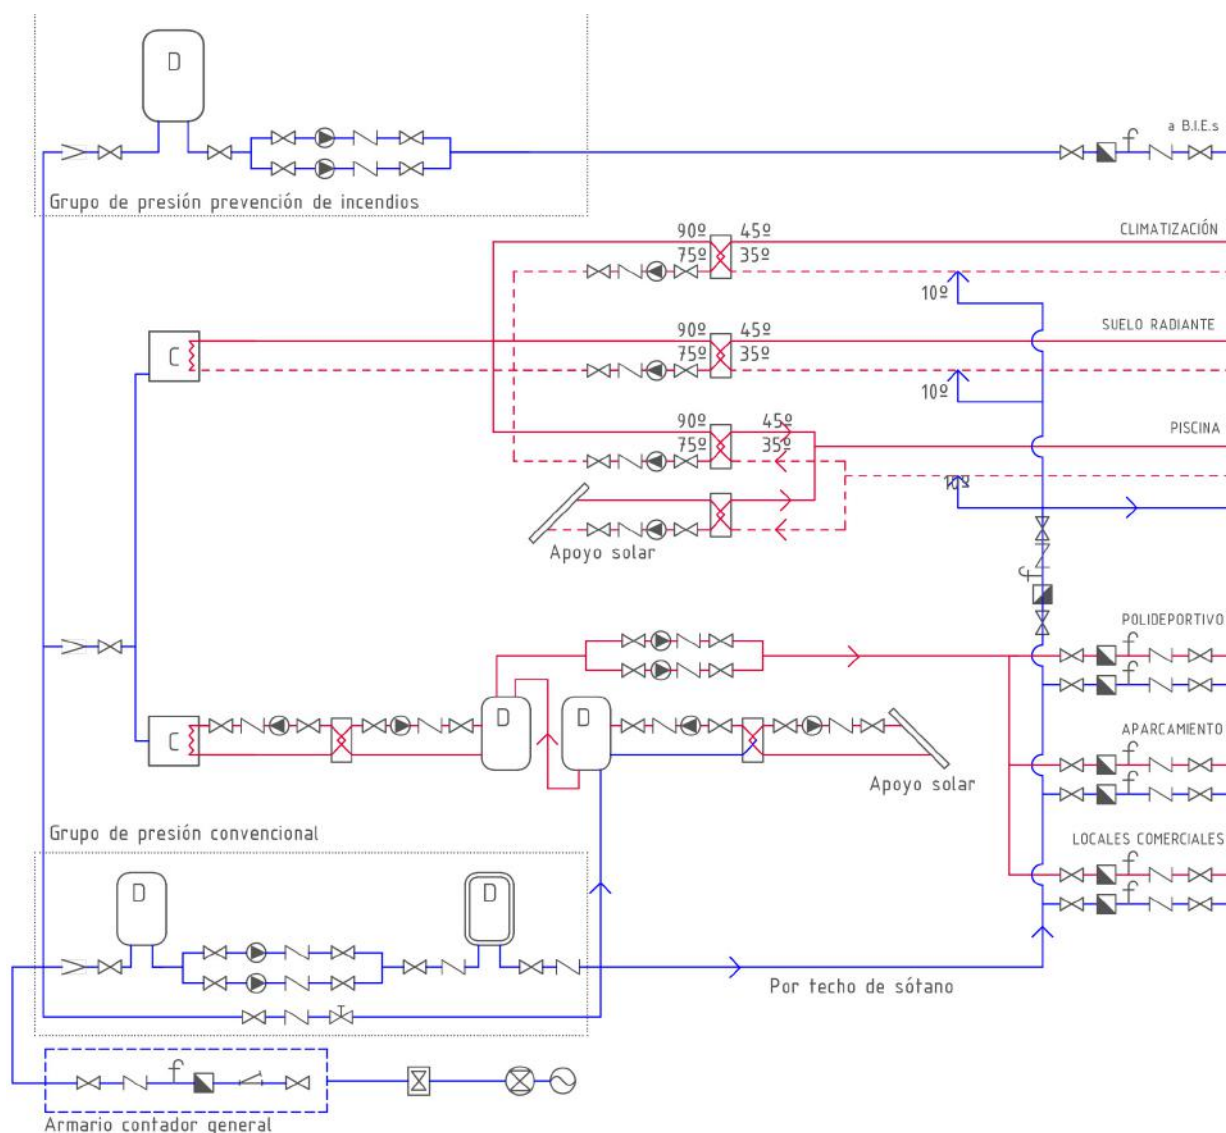 D
a B.I.E.s
f
Grupo de presión prevención de incendios
90º 45º
CLIMATIZACIÓN
75º 35º
10º
90º 45º
SUELO RADIANTE
C
75º 35º
10º
90º 45º
PISCINA
75º 35º
10º
Apoyo solar
f
POLIDEPORTIVO
f
f
D
D
APARCAMIENTO
C
f
f
Apoyo solar
Grupo de presión convencional
LOCALES COMERCIALES
f
f
D
D
Por techo de sótano
f
Armario contador general